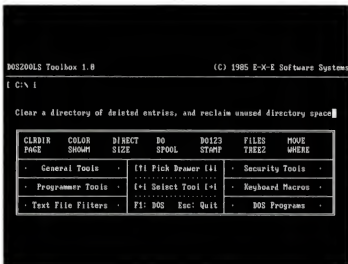 DOSTOOLS Toolbox 1.0 (C) 1985 E-X-E Software Systems
[ C:\ ]
Clear a directory of deleted entries, and reclaim unused directory space
CLRDIR COLOR DIRECT DO DO123 FILES MOVE
PAGE SHOWM SIZE SPOOL STAMP TREE2 WHERE
· General Tools · [↑] Pick Drawer [↓] · Security Tools ·
· Programmer Tools · [←] Select Tool [→] · Keyboard Macros ·
· Text File Filters · F1: DOS Esc: Quit · DOS Programs ·